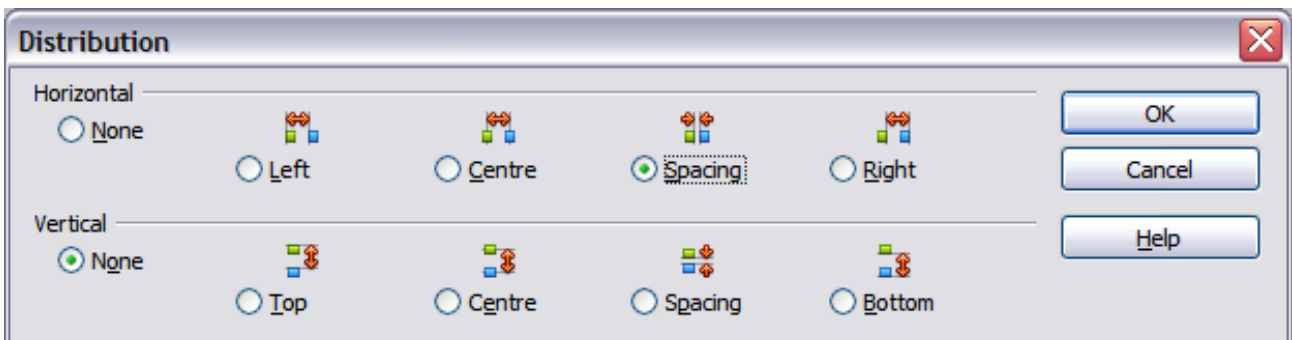 Distribution
Horizontal
None
Left
Centre
Spacing
Right
OK
Cancel
Vertical
None
Top
Centre
Spacing
Bottom
Help